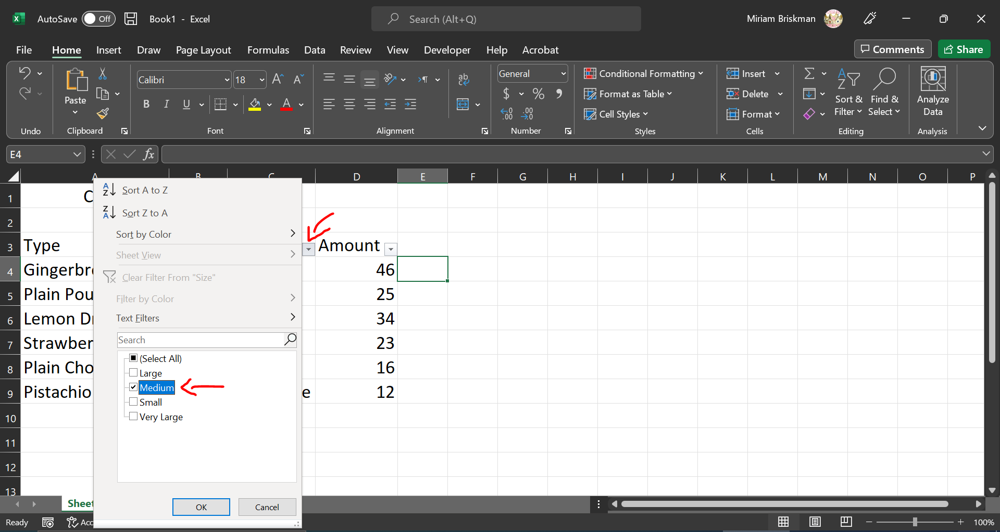 AutoSave Off Book1 - Excel Search (Alt+Q) Miriam Briskman
File Home Insert Draw Page Layout Formulas Data Review View Developer Help Acrobat Comments Share
Calibri 18 General Conditional Formatting Insert
Paste Format as Table Delete Sort & Filter Find & Select Analyze Data
B I U $ % Cell Styles Format
Undo Clipboard Font Alignment Number Styles Cells Editing Analysis
E4 fx
A B C D E F G H I J K L M N O P
1 C
2
3 Type Amount
4 Gingerbr 46
5 Plain Pou 25
6 Lemon D 34
7 Strawber 23
8 Plain Cho 16
9 Pistachio e 12
10
11
12
13
Sort A to Z
Sort Z to A
Sort by Color
Sheet View
Clear Filter From "Size"
Filter by Color
Text Filters
Search
(Select All)
Large
Medium
Small
Very Large
OK Cancel
Sheet
Ready Acc 100%